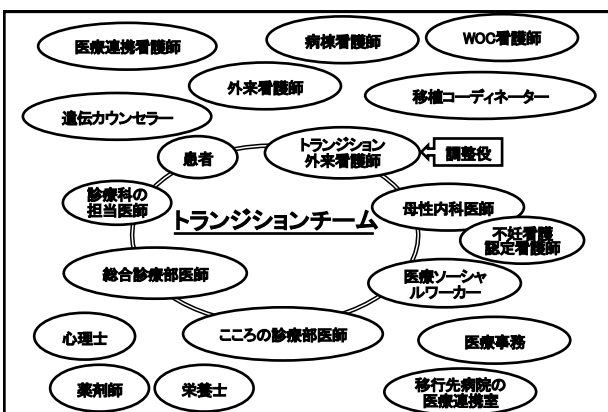 医療連携看護師
病棟看護師
WOC看護師
外来看護師
移植コーディネーター
遺伝カウンセラー
患者
トランジション
外来看護師
調整役
診療科の
担当医師
トランジションチーム
母性内科医師
不妊看護
認定看護師
総合診療部医師
医療ソーシャ
ルワーカー
こころの診療部医師
心理士
医療事務
薬剤師
栄養士
移行先病院の
医療連携室